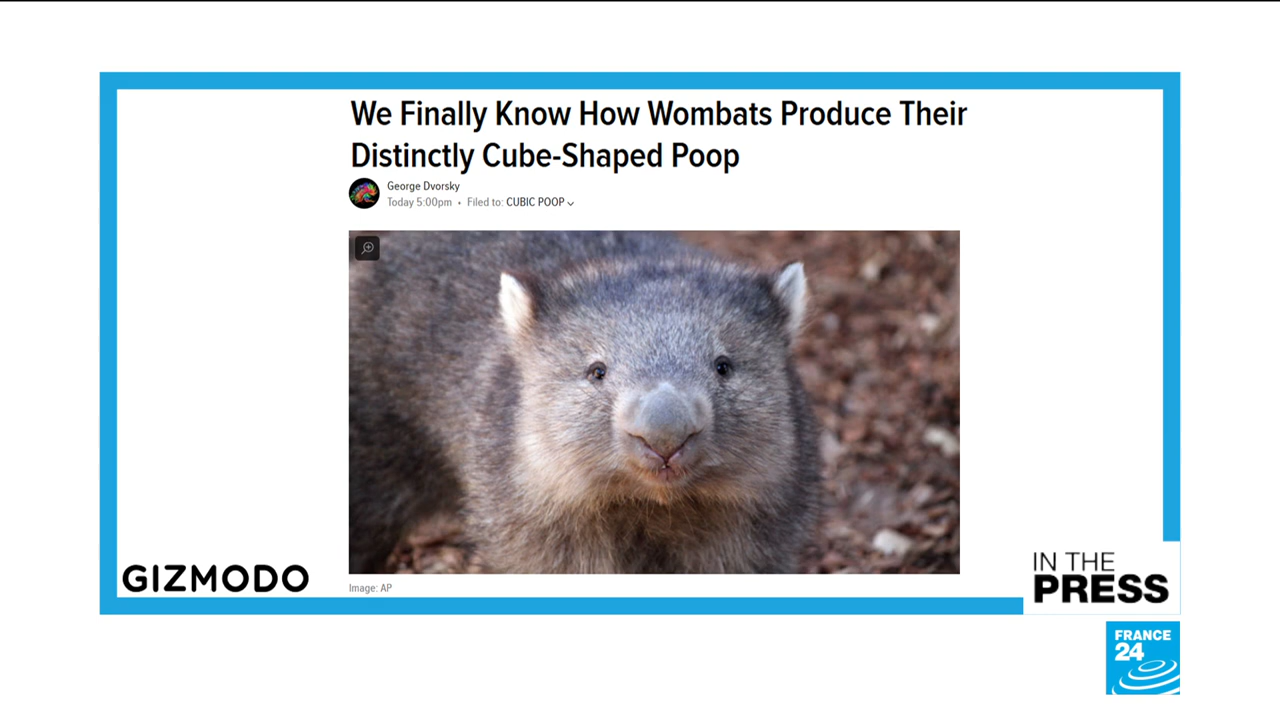 We Finally Know How Wombats Produce Their
Distinctly Cube-Shaped Poop
George Dvorsky
Today 5:00pm • Filed to: CUBIC POOP
GIZMODO
Image: AP
IN THE
PRESS
FRANCE
24